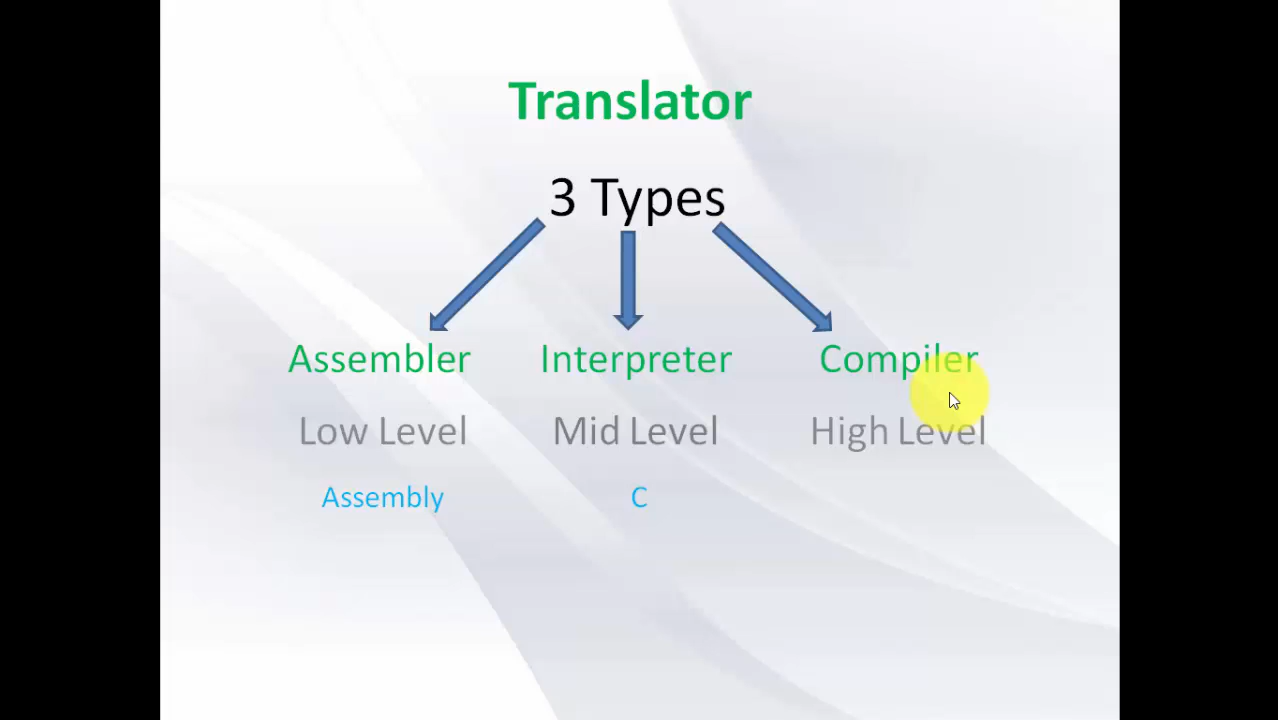 Translator
3 Types
Assembler Interpreter Compiler
Low Level Mid Level High Level
Assembly C